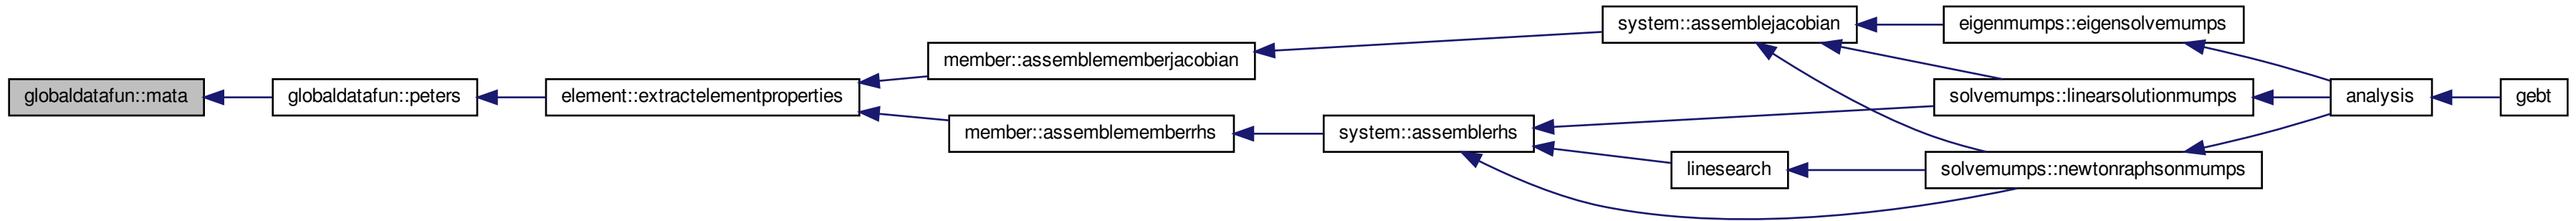 globaldatafun::mata
globaldatafun::peters
element::extractelementproperties
member::assemblememberjacobian
member::assemblememberrhs
system::assemblerhs
system::assemblejacobian
linesearch
eigenmumps::eigensolvemumps
solvemumps::linearsolutionmumps
solvemumps::newtonraphsonmumps
analysis
gebt